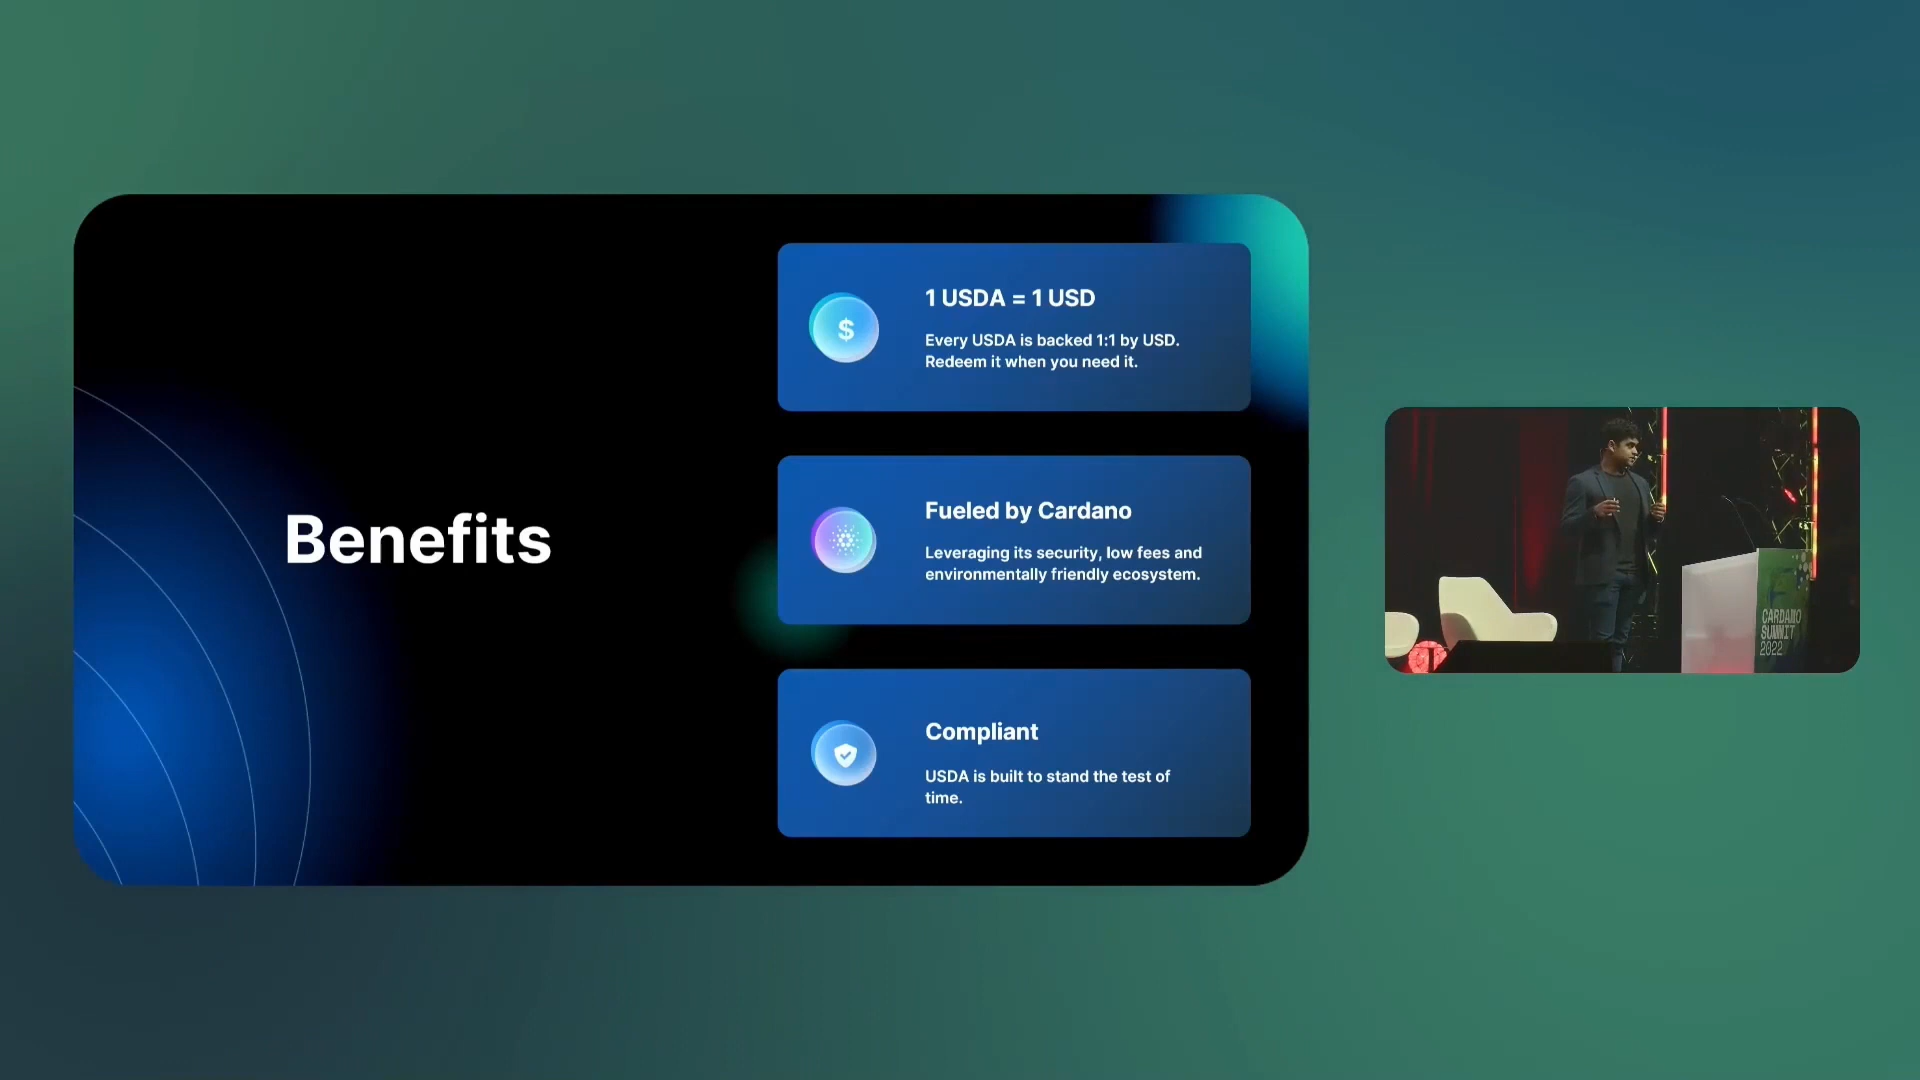 Benefits
$
1 USDA = 1 USD
Every USDA is backed 1:1 by USD.
Redeem it when you need it.
Fueled by Cardano
Leveraging its security, low fees and
environmentally friendly ecosystem.
Compliant
USDA is built to stand the test of
time.
CARDANO
SUMMIT
2022